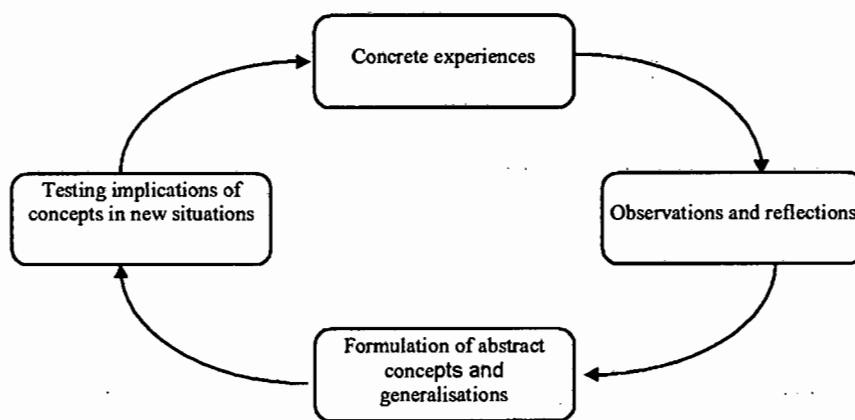 Concrete experiences
Testing implications of
concepts in new situations
Observations and reflections
Formulation of abstract
concepts and
generalisations